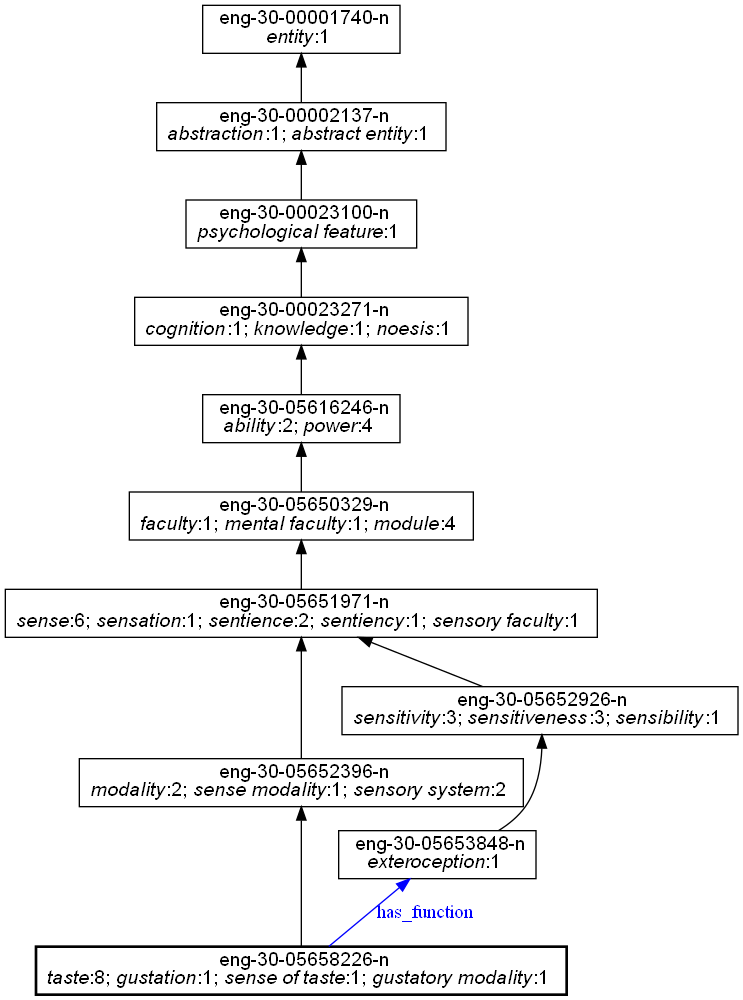 eng-30-00001740-n
entity:1
eng-30-00002137-n
abstraction:1; abstract entity:1
eng-30-00023100-n
psychological feature:1
eng-30-00023271-n
cognition:1; knowledge:1; noesis:1
eng-30-05616246-n
ability:2; power:4
eng-30-05650329-n
faculty:1; mental faculty:1; module:4
eng-30-05651971-n
sense:6; sensation:1; sentience:2; sentiency:1; sensory faculty:1
eng-30-05652926-n
sensitivity:3; sensitiveness:3; sensibility:1
eng-30-05652396-n
modality:2; sense modality:1; sensory system:2
eng-30-05653848-n
exteroception:1
has_function
eng-30-05658226-n
taste:8; gustation:1; sense of taste:1; gustatory modality:1